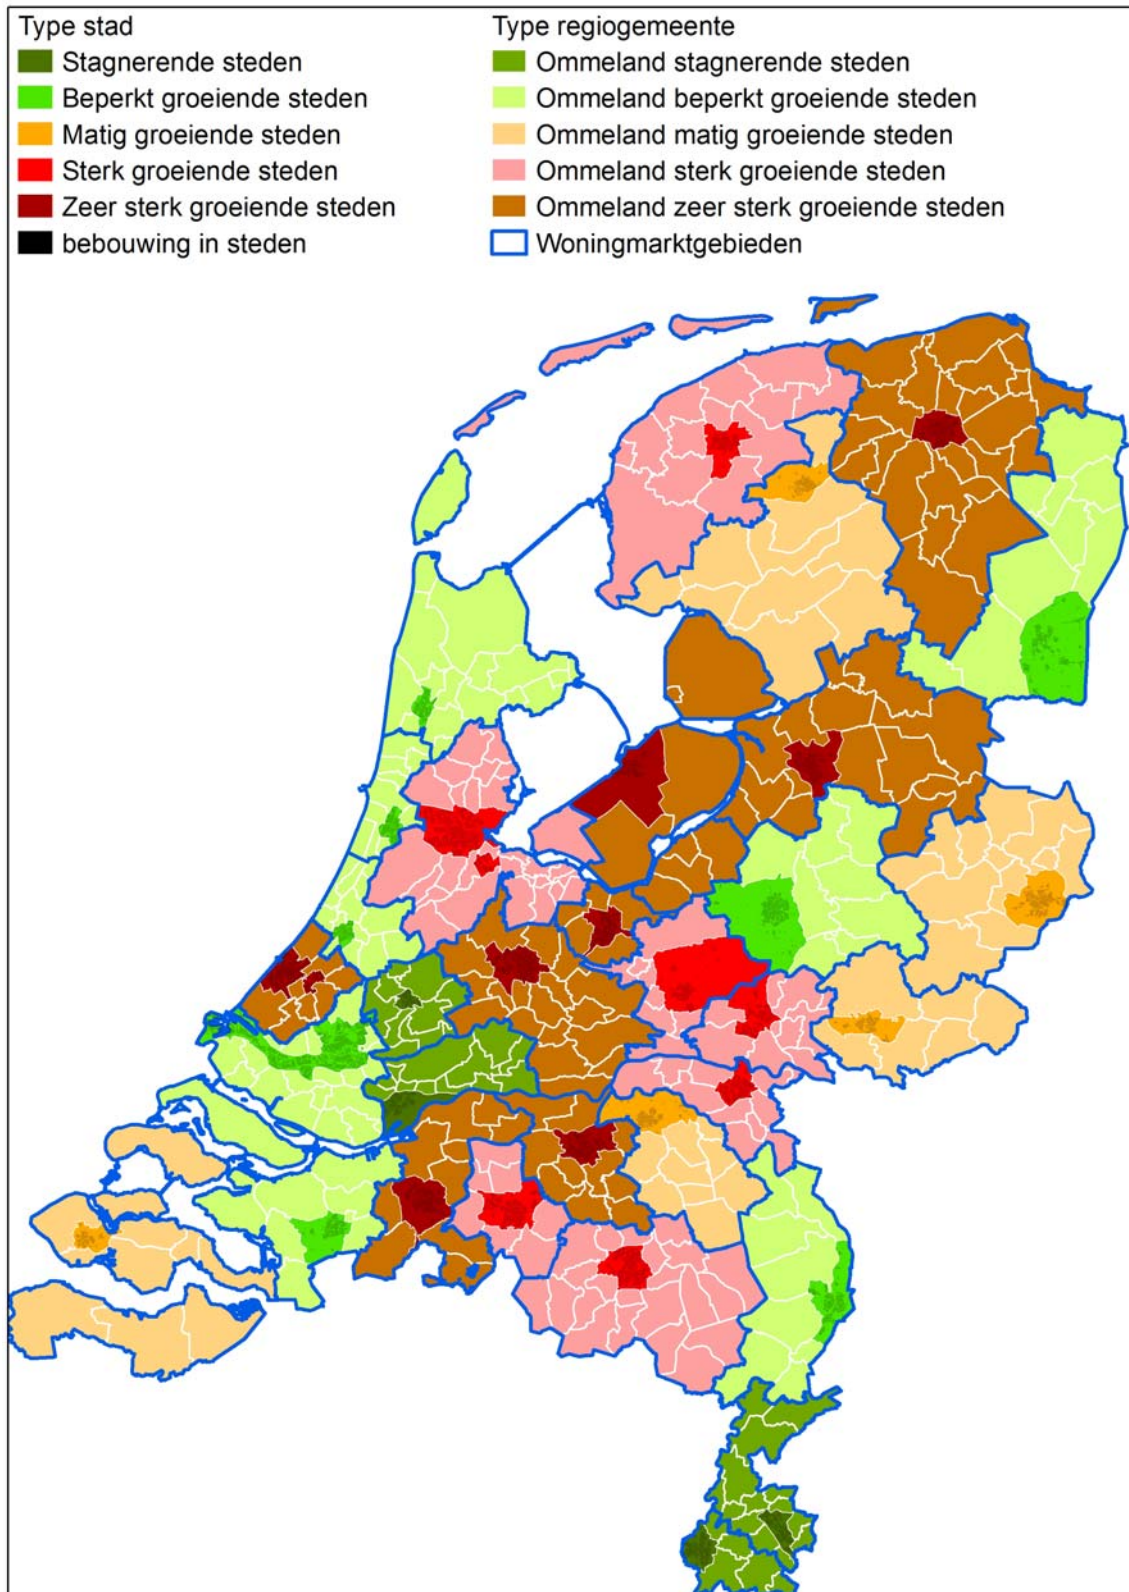 Type stad
Stagnerende steden
Beperkt groeiende steden
Matig groeiende steden
Sterk groeiende steden
Zeer sterk groeiende steden
bebouwing in steden
Type regiogemeente
Ommeland stagnerende steden
Ommeland beperkt groeiende steden
Ommeland matig groeiende steden
Ommeland sterk groeiende steden
Ommeland zeer sterk groeiende steden
Woningmarktgebieden